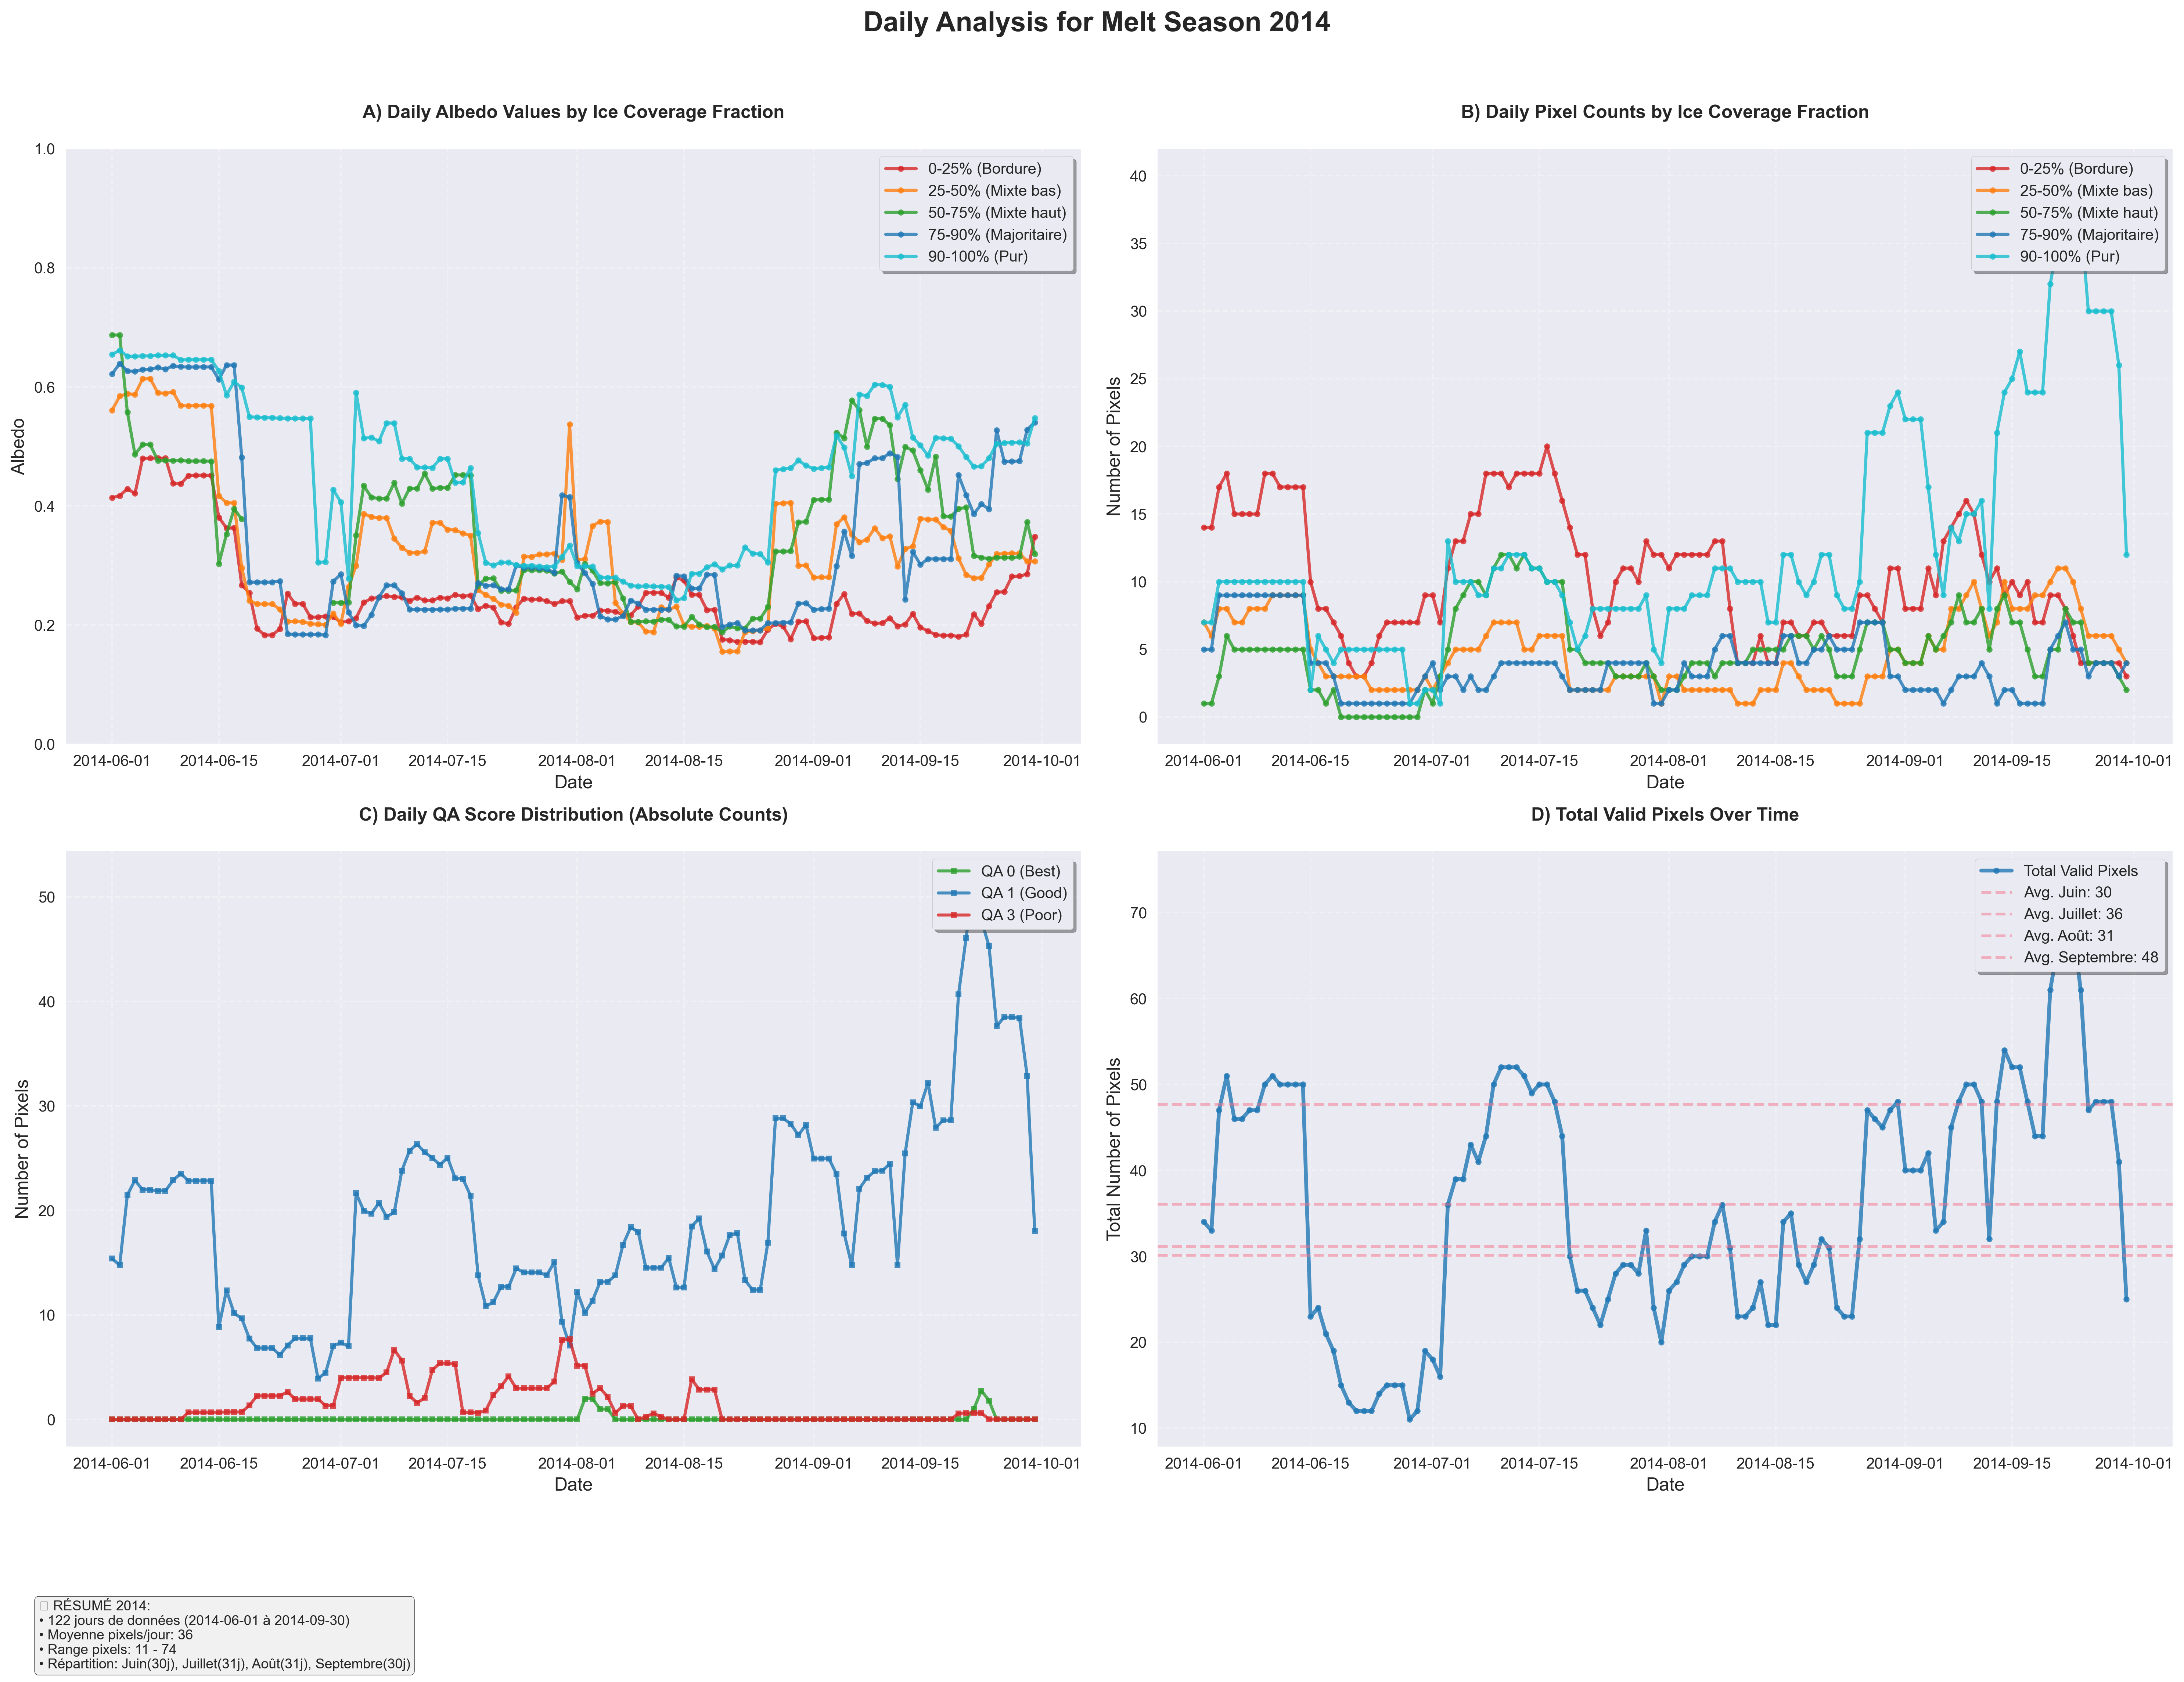 Daily Analysis for Melt Season 2014
A) Daily Albedo Values by Ice Coverage Fraction
1.0
0.8
0.6
0.4
0.2
0.0
Albedo
0-25% (Bordure)
25-50% (Mixte bas)
50-75% (Mixte haut)
75-90% (Majoritaire)
90-100% (Pur)
2014-06-01 2014-06-15 2014-07-01 2014-07-15 2014-08-01 2014-08-15 2014-09-01 2014-09-15 2014-10-01
Date
B) Daily Pixel Counts by Ice Coverage Fraction
40
35
30
25
20
15
10
5
0
Number of Pixels
0-25% (Bordure)
25-50% (Mixte bas)
50-75% (Mixte haut)
75-90% (Majoritaire)
90-100% (Pur)
2014-06-01 2014-06-15 2014-07-01 2014-07-15 2014-08-01 2014-08-15 2014-09-01 2014-09-15 2014-10-01
Date
C) Daily QA Score Distribution (Absolute Counts)
50
40
30
20
10
0
Number of Pixels
QA 0 (Best)
QA 1 (Good)
QA 3 (Poor)
2014-06-01 2014-06-15 2014-07-01 2014-07-15 2014-08-01 2014-08-15 2014-09-01 2014-09-15 2014-10-01
Date
D) Total Valid Pixels Over Time
70
60
50
40
30
20
10
Total Number of Pixels
Total Valid Pixels
Avg. Juin: 30
Avg. Juillet: 36
Avg. Août: 31
Avg. Septembre: 48
2014-06-01 2014-06-15 2014-07-01 2014-07-15 2014-08-01 2014-08-15 2014-09-01 2014-09-15 2014-10-01
Date
RÉSUMÉ 2014:
• 122 jours de données (2014-06-01 à 2014-09-30)
• Moyenne pixels/jour: 36
• Range pixels: 11 - 74
• Répartition: Juin(30j), Juillet(31j), Août(31j), Septembre(30j)